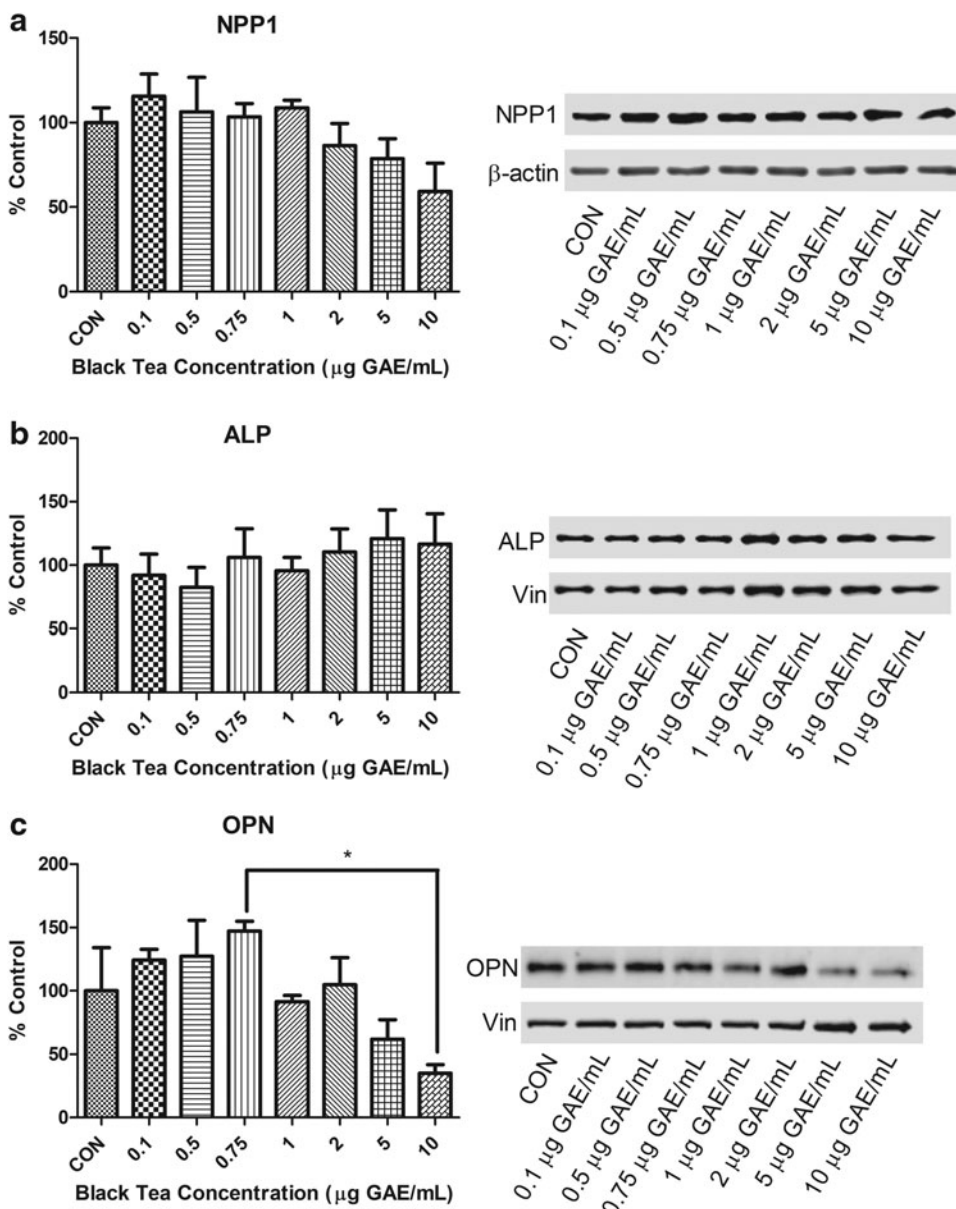 a
NPP1
% Control
150
100
50
0
CON
0.1
0.5
0.75
1
2
5
10
Black Tea Concentration (μg GAE/mL)
NPP1
β-actin
CON
0.1 μg GAE/mL
0.5 μg GAE/mL
0.75 μg GAE/mL
1 μg GAE/mL
2 μg GAE/mL
5 μg GAE/mL
10 μg GAE/mL
b
ALP
% Control
200
150
100
50
0
CON
0.1
0.5
0.75
1
2
5
10
Black Tea Concentration (μg GAE/mL)
ALP
Vin
CON
0.1 μg GAE/mL
0.5 μg GAE/mL
0.75 μg GAE/mL
1 μg GAE/mL
2 μg GAE/mL
5 μg GAE/mL
10 μg GAE/mL
c
OPN
% Control
200
150
100
50
0
*
CON
0.1
0.5
0.75
1
2
5
10
Black Tea Concentration (μg GAE/mL)
OPN
Vin
CON
0.1 μg GAE/mL
0.5 μg GAE/mL
0.75 μg GAE/mL
1 μg GAE/mL
2 μg GAE/mL
5 μg GAE/mL
10 μg GAE/mL